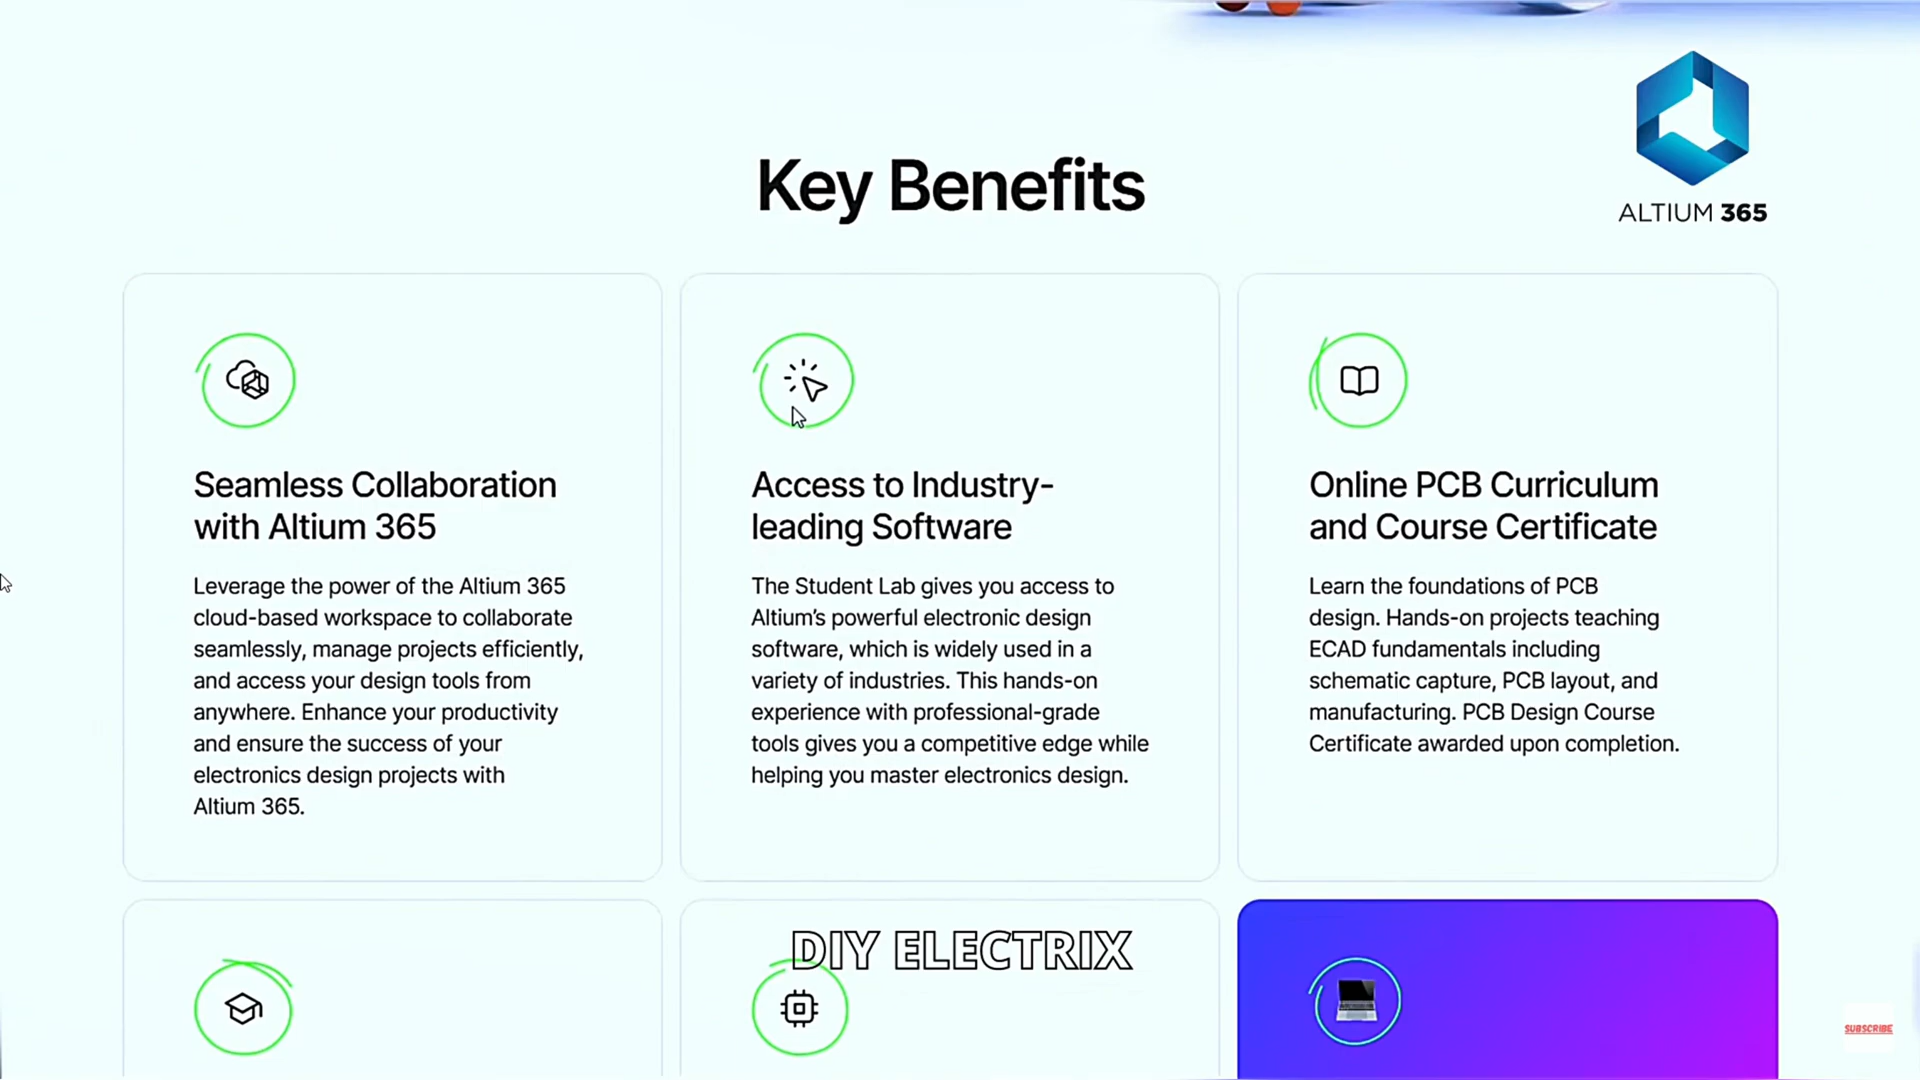 ALTIUM 365
Key Benefits
Seamless Collaboration
with Altium 365
Leverage the power of the Altium 365
cloud-based workspace to collaborate
seamlessly, manage projects efficiently,
and access your design tools from
anywhere. Enhance your productivity
and ensure the success of your
electronics design projects with
Altium 365.
Access to Industry-
leading Software
The Student Lab gives you access to
Altium’s powerful electronic design
software, which is widely used in a
variety of industries. This hands-on
experience with professional-grade
tools gives you a competitive edge while
helping you master electronics design.
Online PCB Curriculum
and Course Certificate
Learn the foundations of PCB
design. Hands-on projects teaching
ECAD fundamentals including
schematic capture, PCB layout, and
manufacturing. PCB Design Course
Certificate awarded upon completion.
DIY ELECTRIX
SUBSCRIBE